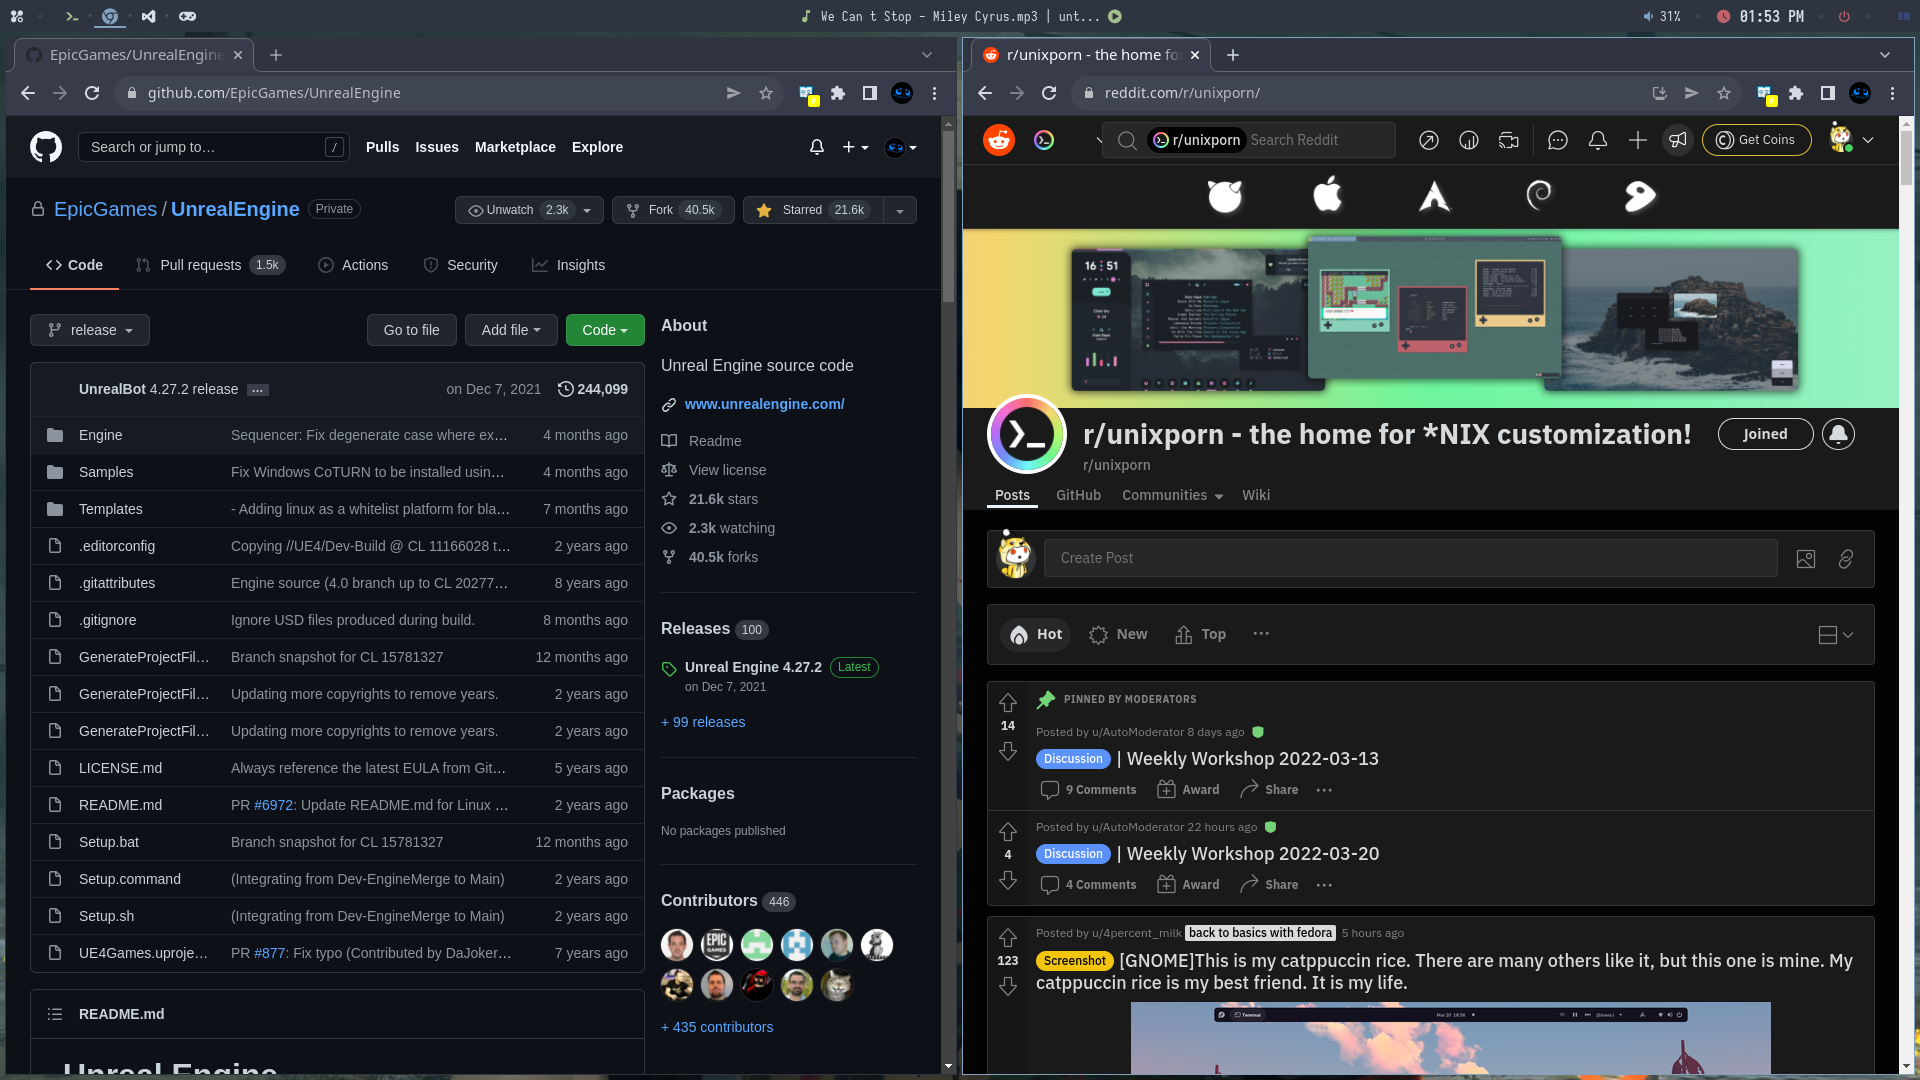 We Can t Stop - Miley Cyrus.mp3 | unt...
31%
01:53 PM
EN
EpicGames/UnrealEngine
github.com/EpicGames/UnrealEngine
Search or jump to…
/
Pulls
Issues
Marketplace
Explore
EpicGames / UnrealEngine
Private
Unwatch 2.3k
Fork 40.5k
Starred 21.6k
Code
Pull requests 1.5k
Actions
Security
Insights
release
Go to file
Add file
Code
UnrealBot 4.27.2 release
…
on Dec 7, 2021
244,099
Engine Sequencer: Fix degenerate case where ex… 4 months ago
Samples Fix Windows CoTURN to be installed usin… 4 months ago
Templates - Adding linux as a whitelist platform for bla… 7 months ago
.editorconfig Copying //UE4/Dev-Build @ CL 11166028 t… 2 years ago
.gitattributes Engine source (4.0 branch up to CL 20277… 8 years ago
.gitignore Ignore USD files produced during build. 8 months ago
GenerateProjectFil… Branch snapshot for CL 15781327 12 months ago
GenerateProjectFil… Updating more copyrights to remove years. 2 years ago
GenerateProjectFil… Updating more copyrights to remove years. 2 years ago
LICENSE.md Always reference the latest EULA from Git… 5 years ago
README.md PR #6972: Update README.md for Linux … 2 years ago
Setup.bat Branch snapshot for CL 15781327 12 months ago
Setup.command (Integrating from Dev-EngineMerge to Main) 2 years ago
Setup.sh (Integrating from Dev-EngineMerge to Main) 2 years ago
UE4Games.uproje… PR #877: Fix typo (Contributed by DaJoker… 7 years ago
README.md
Unreal Engine
About
Unreal Engine source code
www.unrealengine.com/
Readme
View license
21.6k stars
2.3k watching
40.5k forks
Releases 100
Unreal Engine 4.27.2 Latest
on Dec 7, 2021
+ 99 releases
Packages
No packages published
Contributors 446
EPIC GAMES
+ 435 contributors
r/unixporn - the home fo
reddit.com/r/unixporn/
r/unixporn
Search Reddit
Get Coins
16:51
r/unixporn - the home for *NIX customization!
Joined
r/unixporn
Posts
GitHub
Communities
Wiki
Create Post
Hot
New
Top
PINNED BY MODERATORS
14
Posted by u/AutoModerator 8 days ago
Discussion | Weekly Workshop 2022-03-13
9 Comments
Award
Share
Posted by u/AutoModerator 22 hours ago
4
Discussion | Weekly Workshop 2022-03-20
4 Comments
Award
Share
Posted by u/4percent_milk back to basics with fedora 5 hours ago
123
Screenshot [GNOME]This is my catppuccin rice. There are many others like it, but this one is mine. My
catppuccin rice is my best friend. It is my life.
Terminal